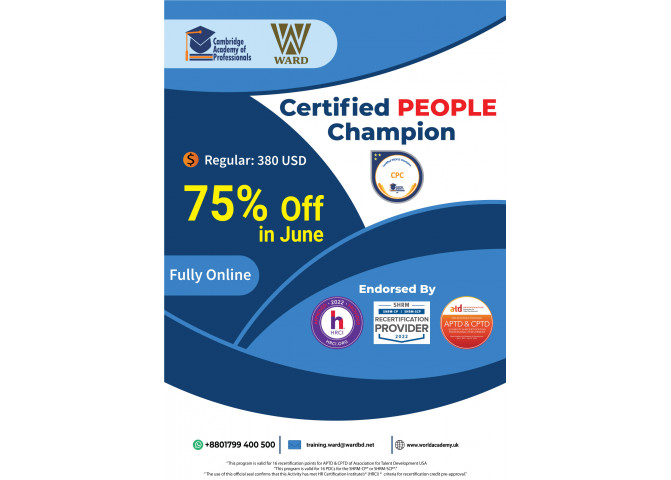 Cambridge
Academy of
Professionals
WARD
Certified PEOPLE
Champion
$ Regular: 380 USD
CPC
75% Off
in June
Fully Online
Endorsed By
2022
HRCI
HRCI.ORG
SHRM
SHRM-CP | SHRM-SCP
RECERTIFICATION
PROVIDER
2022
atd
APTD & CPTD
+8801799 400 500
training.ward@wardbd.net
www.worldacademy.uk
"This program is valid for 16 recertification points for APTD & CPTD of Association for Talent Development USA
"This program is valid for 16 PDCs for the SHRM-CP® or SHRM-SCP®."
"The use of this official seal confirms that this Activity has met HR Certification Institute's® (HRCI) ® criteria for recertification credit pre-approval."